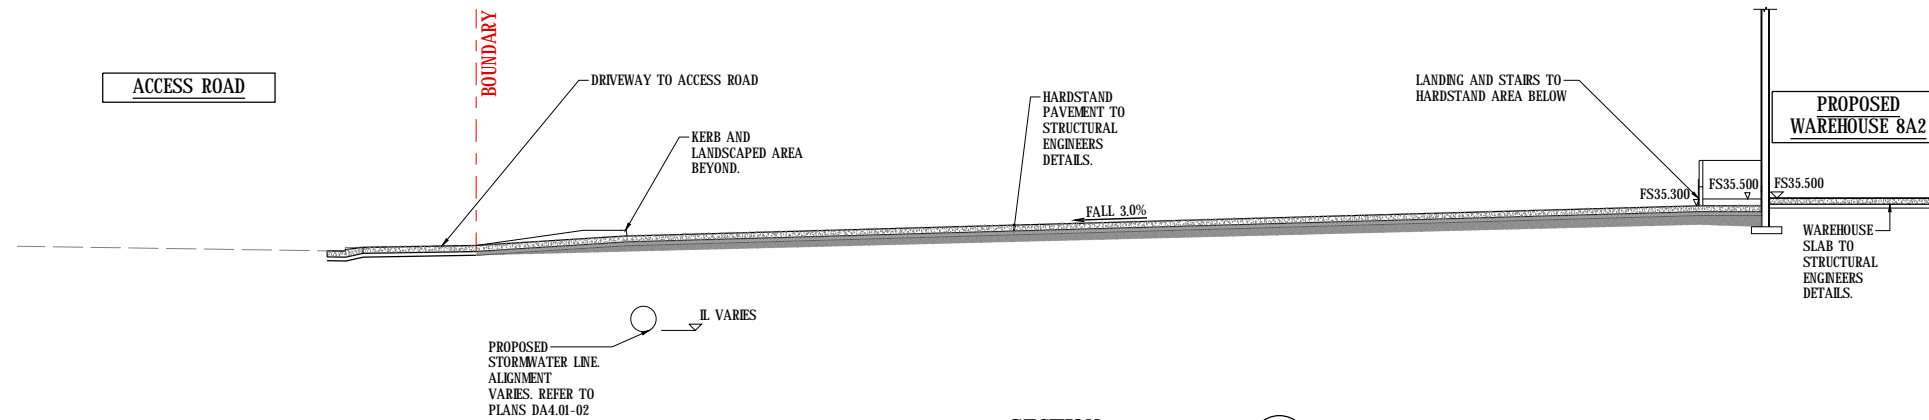 BOUNDARY
ACCESS ROAD
DRIVEWAY TO ACCESS ROAD
KERB AND
LANDSCAPED AREA
BEYOND.
HARDSTAND
PAVEMENT TO
STRUCTURAL
ENGINEERS
DETAILS.
LANDING AND STAIRS TO
HARDSTAND AREA BELOW
PROPOSED
WAREHOUSE 8A2
FS35.300
FS35.500
FS35.500
FALL 3.0%
WAREHOUSE
SLAB TO
STRUCTURAL
ENGINEERS
DETAILS.
IL VARIES
PROPOSED
STORMWATER LINE.
ALIGNMENT
VARIES. REFER TO
PLANS DA4.01-02
SECTION